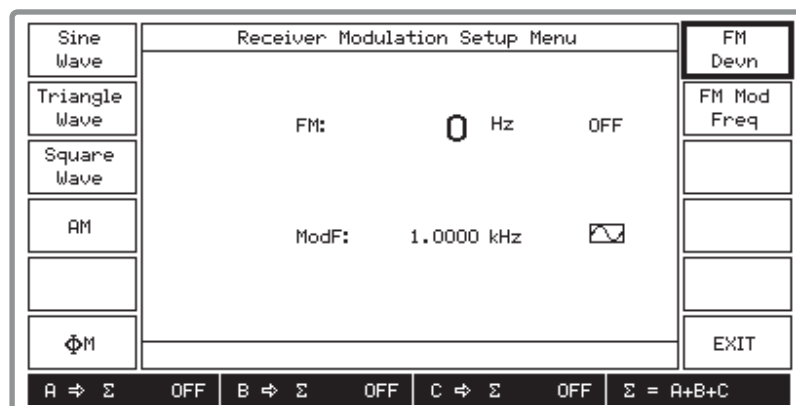 Receiver Modulation Setup Menu
Sine
Wave
Triangle
Wave
Square
Wave
AM
ΦM
FM: 0 Hz OFF
ModF: 1.0000 kHz
FM
Devn
FM Mod
Freq
EXIT
A ⇨ Σ OFF
B ⇨ Σ OFF
C ⇨ Σ OFF
Σ = A+B+C